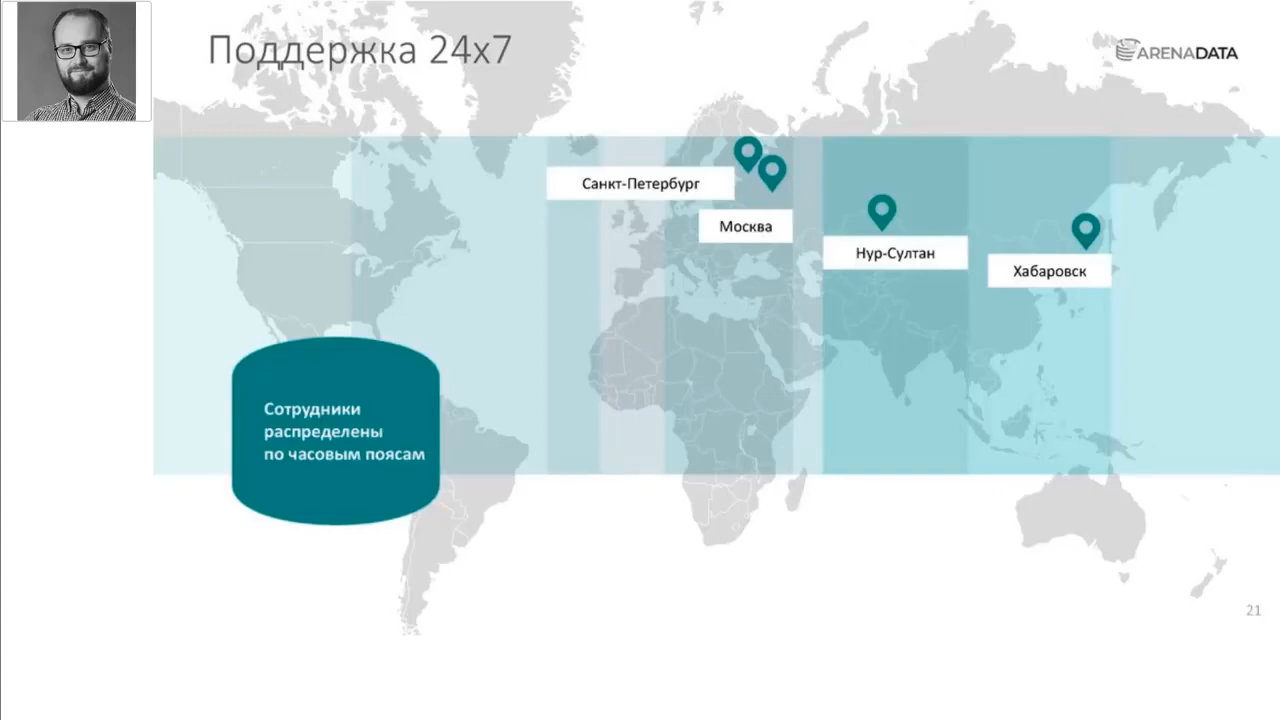 Поддержка 24x7
ARENADATA
Санкт-Петербург
Москва
Нур-Султан
Хабаровск
Сотрудники
распределены
по часовым поясам
21